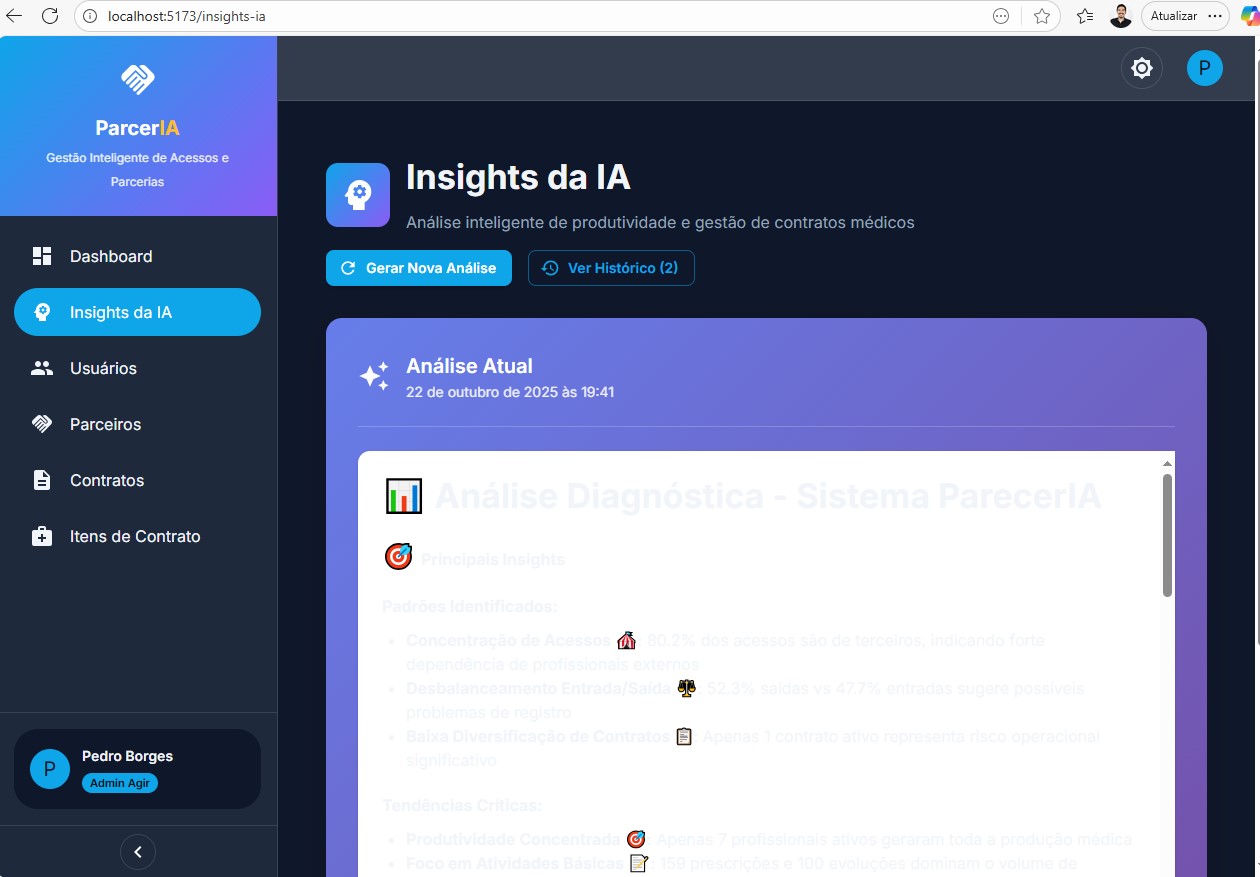 localhost:5173/insights-ia
Atualizar
ParcerIA
Gestão Inteligente de Acessos e
Parcerias
Dashboard
Insights da IA
Usuários
Parceiros
Contratos
Itens de Contrato
P
Pedro Borges
Admin Agir
P
Insights da IA
Análise inteligente de produtividade e gestão de contratos médicos
Gerar Nova Análise
Ver Histórico (2)
Análise Atual
22 de outubro de 2025 às 19:41
Análise Diagnóstica - Sistema ParecerIA
Principais Insights
Padrões Identificados:
Concentração de Acessos : 80.2% dos acessos são de terceiros, indicando forte
dependência de profissionais externos
Desbalanceamento Entrada/Saída : 52.3% saídas vs 47.7% entradas sugere possíveis
problemas de registro
Baixa Diversificação de Contratos : Apenas 1 contrato ativo representa risco operacional
significativo
Tendências Críticas:
Produtividade Concentrada : Apenas 7 profissionais ativos geraram toda a produção médica
Foco em Atividades Básicas : 159 prescrições e 100 evoluções dominam o volume de